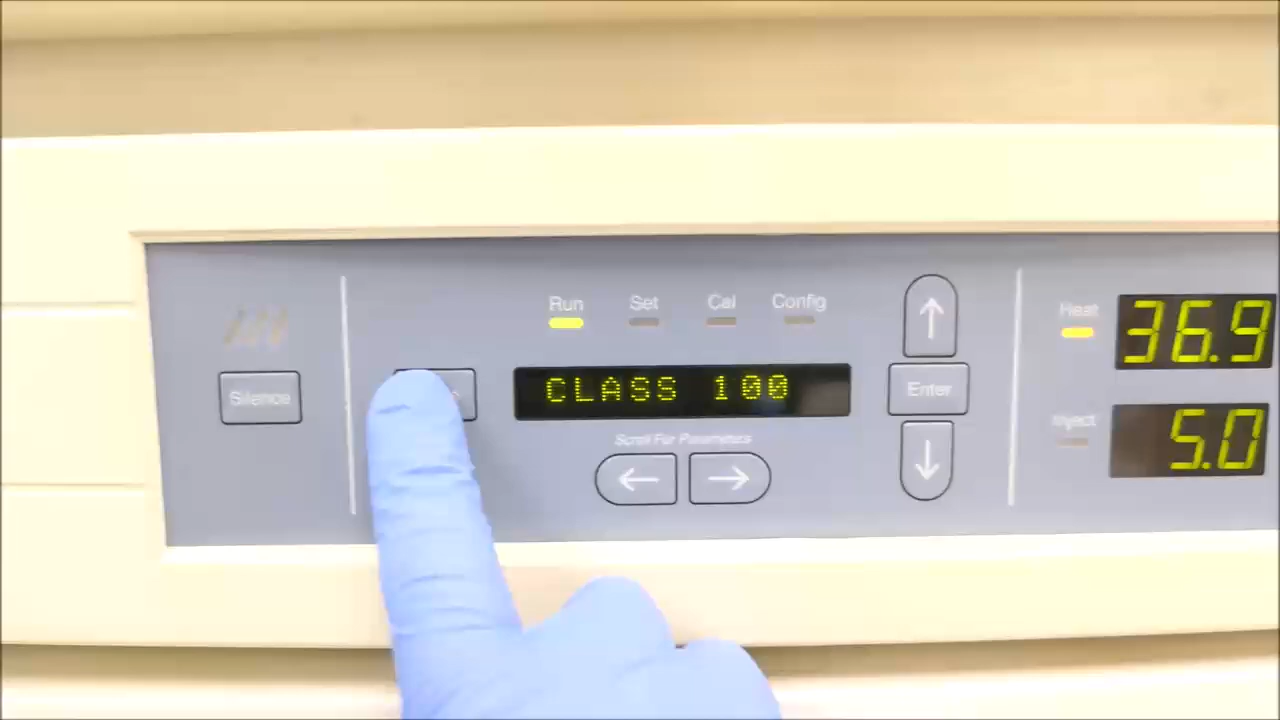 Run Set Cal Config
Heat
36.9
Silence
CLASS 100
Enter
Inject
5.0
Scroll For Parameters